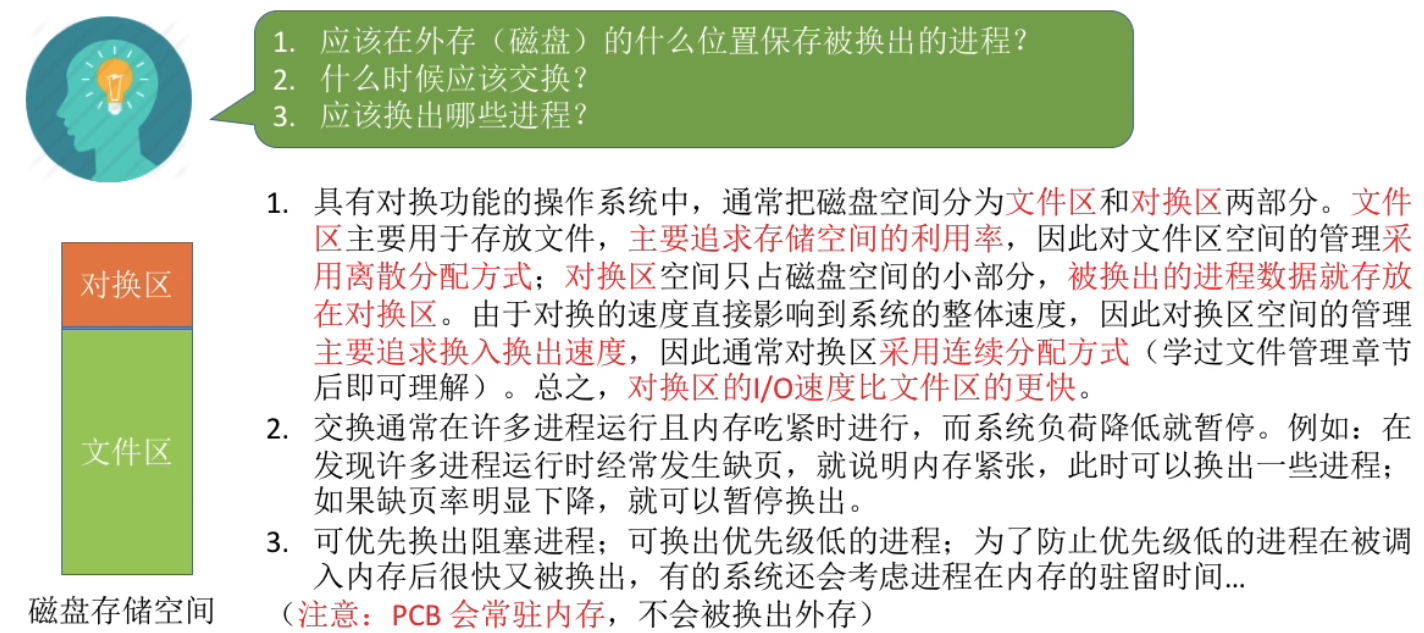 1. 应该在外存（磁盘）的什么位置保存被换出的进程？
2. 什么时候应该交换？
3. 应该换出哪些进程？
1. 具有对换功能的操作系统中，通常把磁盘空间分为文件区和对换区两部分。文件
区主要用于存放文件，主要追求存储空间的利用率，因此对文件区空间的管理采
用离散分配方式；对换区空间只占磁盘空间的小部分，被换出的进程数据就存放
在对换区。由于对换的速度直接影响到系统的整体速度，因此对换区空间的管理
主要追求换入换出速度，因此通常对换区采用连续分配方式（学过文件管理章节
后即可理解）。总之，对换区的I/O速度比文件区的更快。
2. 交换通常在许多进程运行且内存吃紧时进行，而系统负荷降低就暂停。例如：在
发现许多进程运行时经常发生缺页，就说明内存紧张，此时可以换出一些进程；
如果缺页率明显下降，就可以暂停换出。
3. 可优先换出阻塞进程；可换出优先级低的进程；为了防止优先级低的进程在被调
入内存后很快又被换出，有的系统还会考虑进程在内存的驻留时间…
（注意：PCB 会常驻内存，不会被换出外存）
对换区
文件区
磁盘存储空间